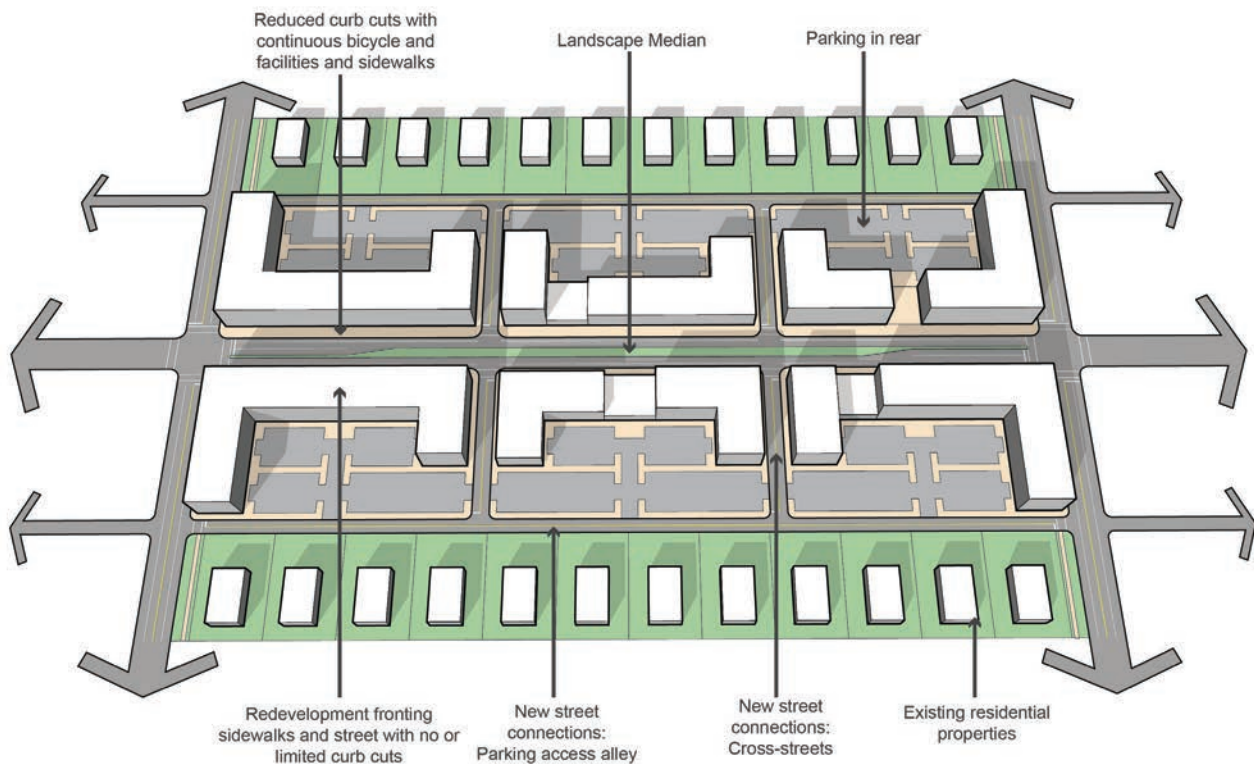 Reduced curb cuts with
continuous bicycle and
facilities and sidewalks
Landscape Median
Parking in rear
Redevelopment fronting
sidewalks and street with no or
limited curb cuts
New street
connections:
Parking access alley
New street
connections:
Cross-streets
Existing residential
properties